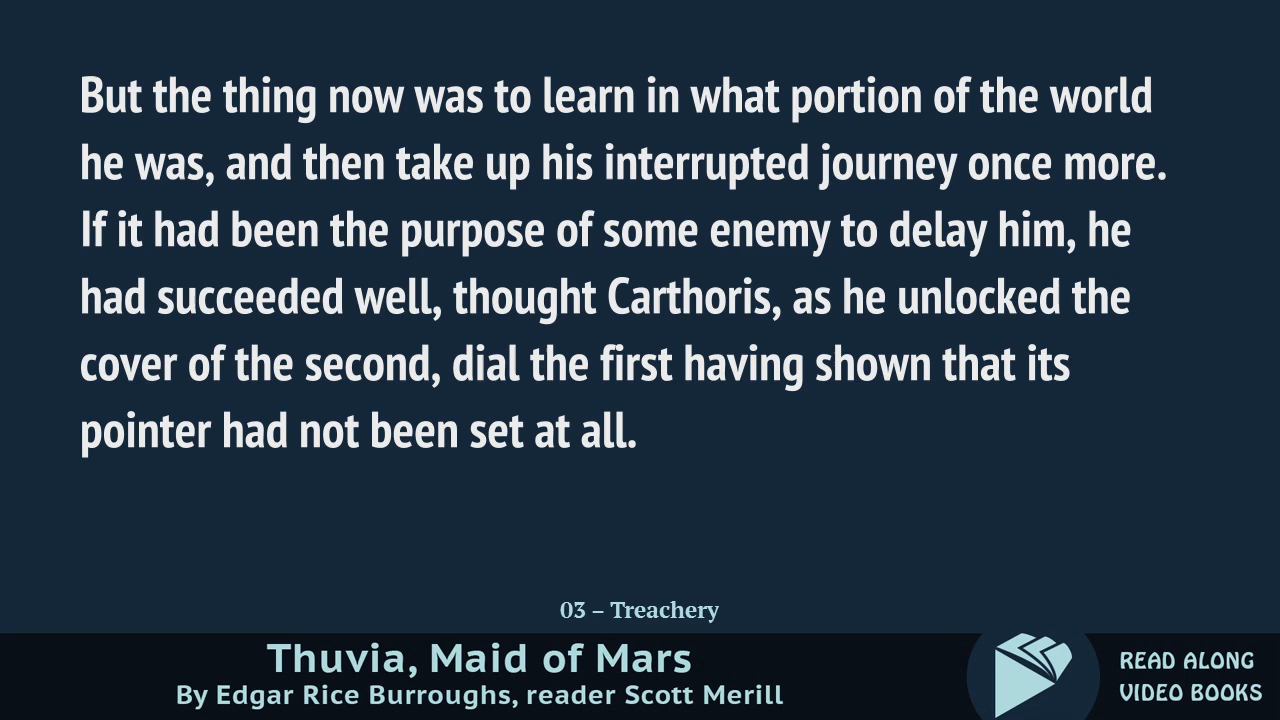 But the thing now was to learn in what portion of the world
he was, and then take up his interrupted journey once more.
If it had been the purpose of some enemy to delay him, he
had succeeded well, thought Carthoris, as he unlocked the
cover of the second, dial the first having shown that its
pointer had not been set at all.
03 – Treachery
Thuvia, Maid of Mars
By Edgar Rice Burroughs, reader Scott Merill
READ ALONG
VIDEO BOOKS